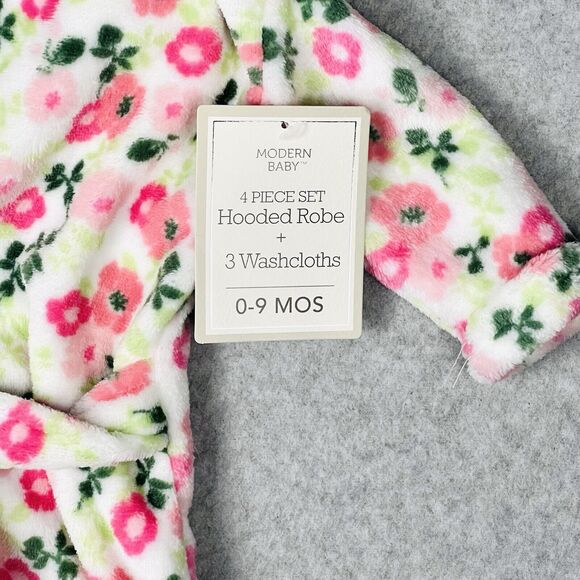 MODERN
BABY™
4 PIECE SET
Hooded Robe
+
3 Washcloths
0-9 MOS